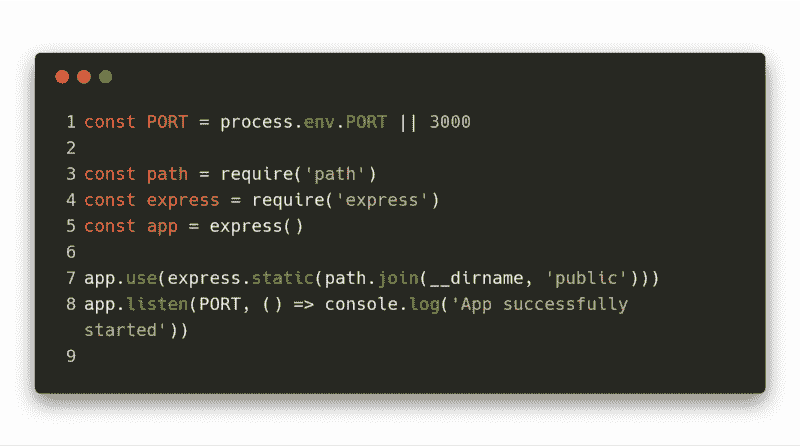 1 const PORT = process.env.PORT || 3000
2
3 const path = require('path')
4 const express = require('express')
5 const app = express()
6
7 app.use(express.static(path.join(__dirname, 'public')))
8 app.listen(PORT, () => console.log('App successfully
started'))
9